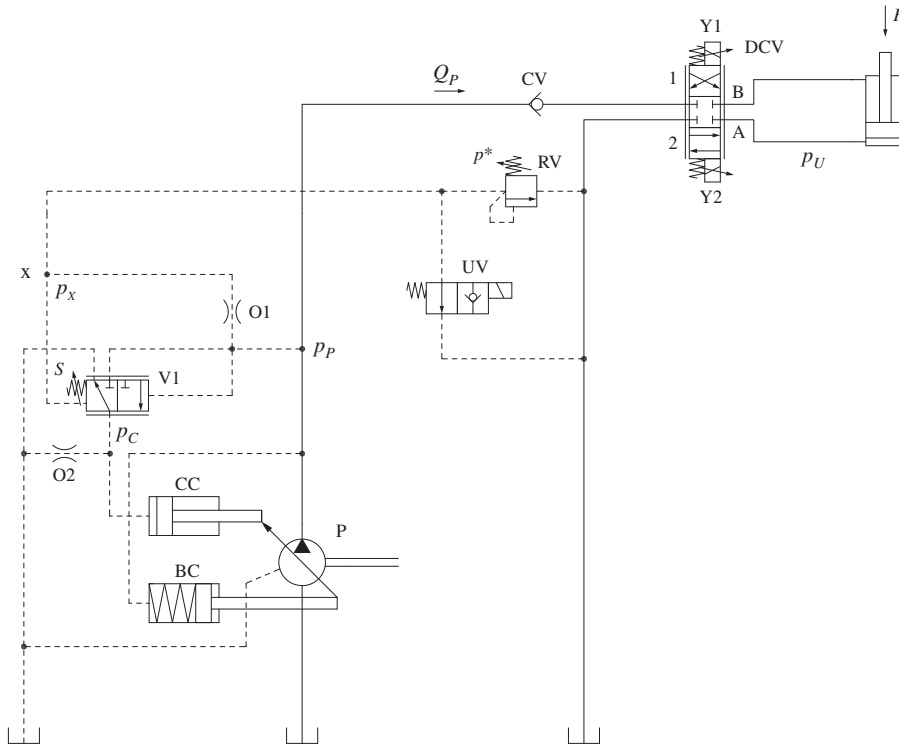 Y1
F
DCV
Q_P
CV
1
B
A
2
p_U
p*
RV
Y2
UV
x
p_X
O1
p_P
S
V1
p_C
O2
CC
P
BC